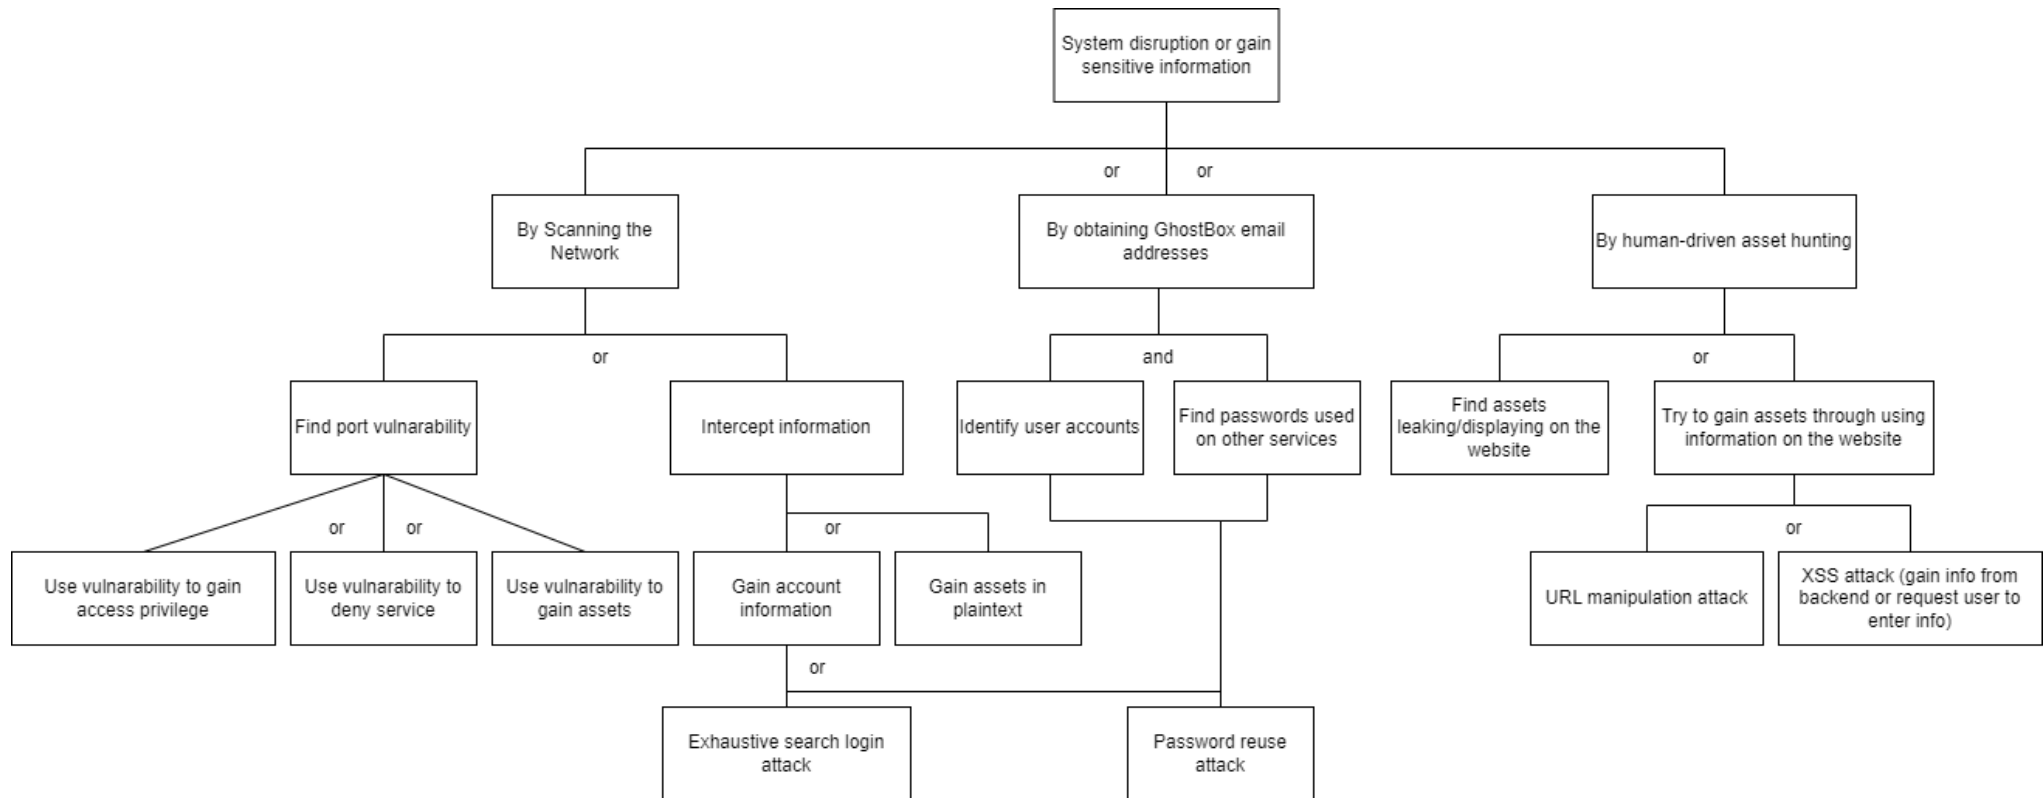 System disruption or gain
sensitive information
or
or
By Scanning the
Network
By obtaining GhostBox email
addresses
By human-driven asset hunting
or
and
or
Find port vulnarability
Intercept information
Identify user accounts
Find passwords used
on other services
Find assets
leaking/displaying on the
website
Try to gain assets through using
information on the website
or
or
or
or
Use vulnarability to gain
access privilege
Use vulnarability to
deny service
Use vulnarability to
gain assets
Gain account
information
Gain assets in
plaintext
URL manipulation attack
XSS attack (gain info from
backend or request user to
enter info)
or
Exhaustive search login
attack
Password reuse
attack